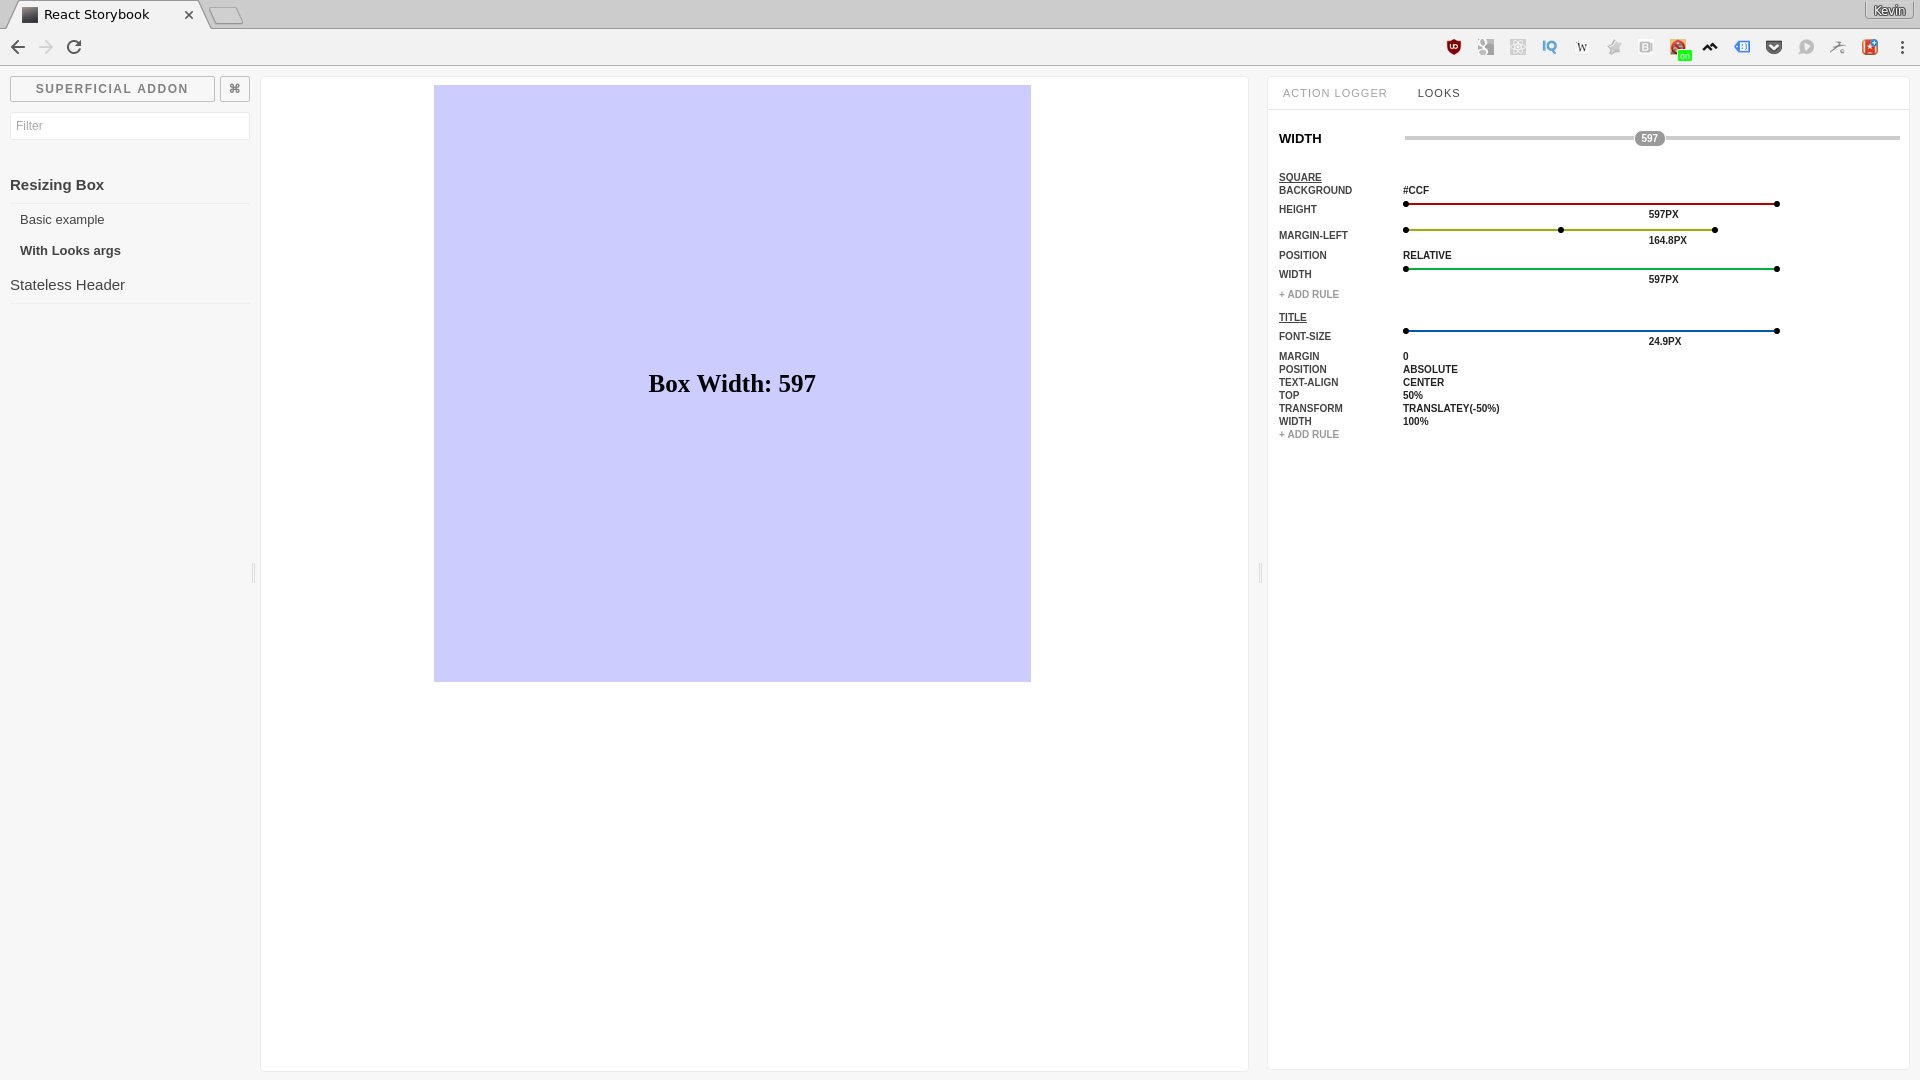 React Storybook
Kevin
IQ
W
on
SUPERFICIAL ADDON ⌘
Filter
Resizing Box
Basic example
With Looks args
Stateless Header
Box Width: 597
ACTION LOGGER LOOKS
WIDTH 597
SQUARE
BACKGROUND #CCF
HEIGHT 597PX
MARGIN-LEFT 164.8PX
POSITION RELATIVE
WIDTH 597PX
+ ADD RULE
TITLE
FONT-SIZE 24.9PX
MARGIN 0
POSITION ABSOLUTE
TEXT-ALIGN CENTER
TOP 50%
TRANSFORM TRANSLATEY(-50%)
WIDTH 100%
+ ADD RULE